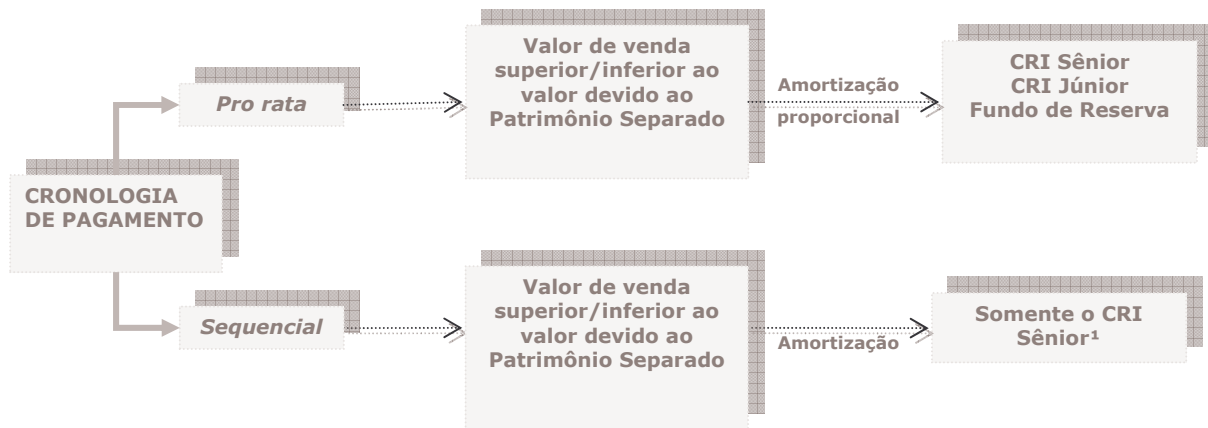 CRONOLOGIA
DE PAGAMENTO
Pro rata
Valor de venda
superior/inferior ao
valor devido ao
Patrimônio Separado
Amortização
proporcional
CRI Sênior
CRI Júnior
Fundo de Reserva
Sequencial
Valor de venda
superior/inferior ao
valor devido ao
Patrimônio Separado
Amortização
Somente o CRI
Sênior¹